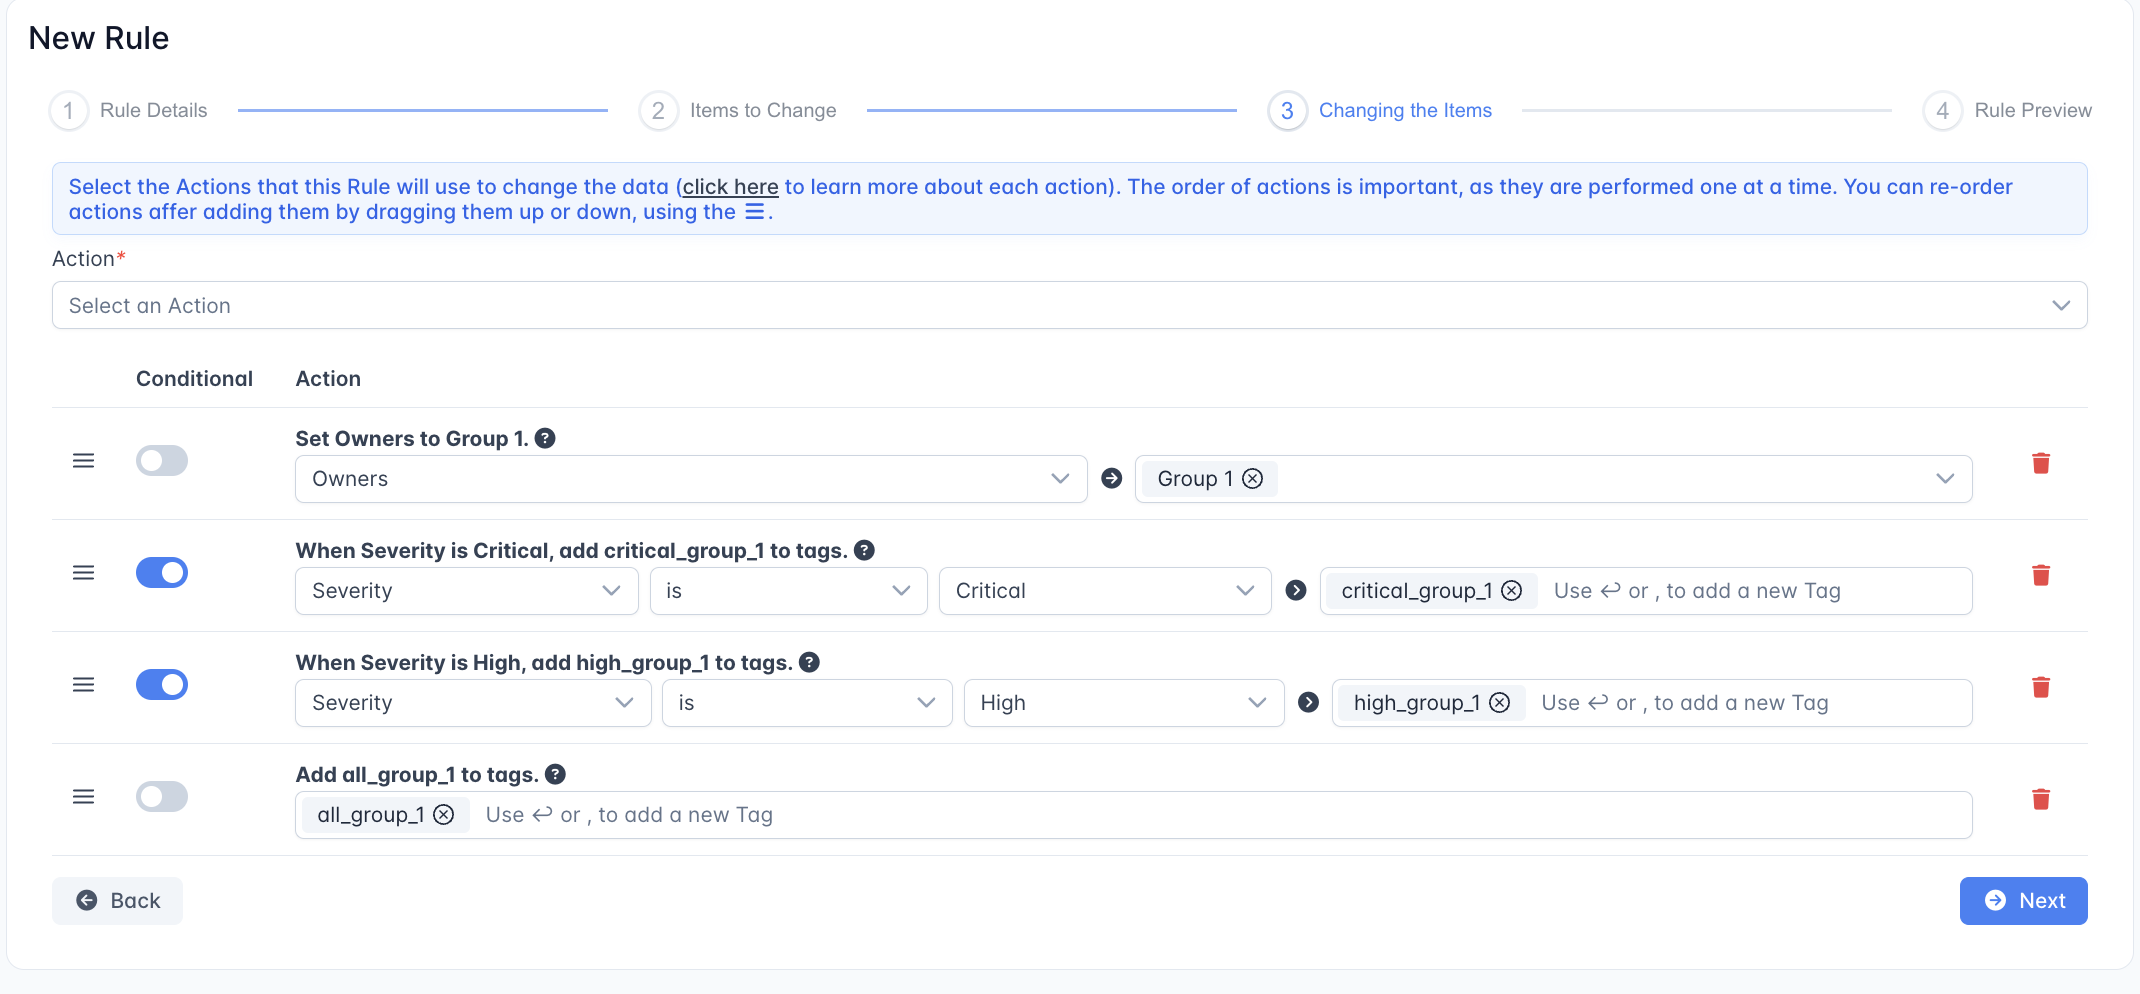 New Rule
1 Rule Details 2 Items to Change 3 Changing the Items 4 Rule Preview
Select the Actions that this Rule will use to change the data (click here to learn more about each action). The order of actions is important, as they are performed one at a time. You can re-order
actions affer adding them by dragging them up or down, using the ☰.
Action*
Select an Action
Conditional Action
Set Owners to Group 1. ?
Owners Group 1
When Severity is Critical, add critical_group_1 to tags. ?
Severity is Critical critical_group_1 Use ↩ or , to add a new Tag
When Severity is High, add high_group_1 to tags. ?
Severity is High high_group_1 Use ↩ or , to add a new Tag
Add all_group_1 to tags. ?
all_group_1 Use ↩ or , to add a new Tag
Back Next